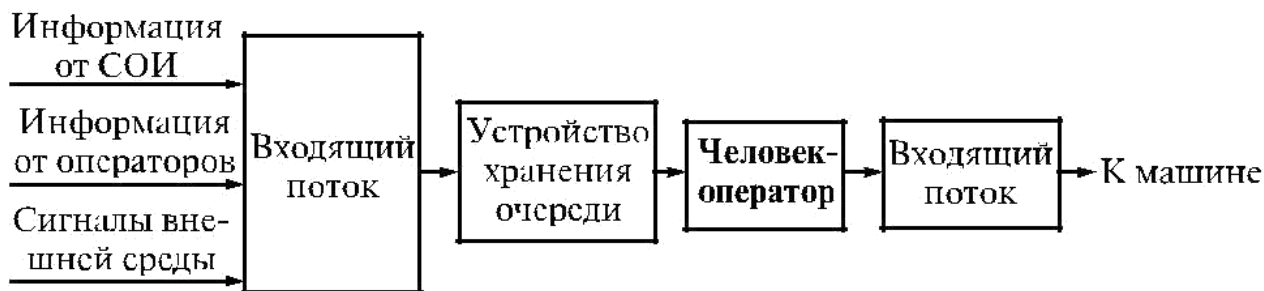 Информация
от СОИ
Информация
от операторов
Сигналы вне-
шней среды
Входящий
поток
Устройство
хранения
очереди
Человек-
оператор
Входящий
поток
К машине